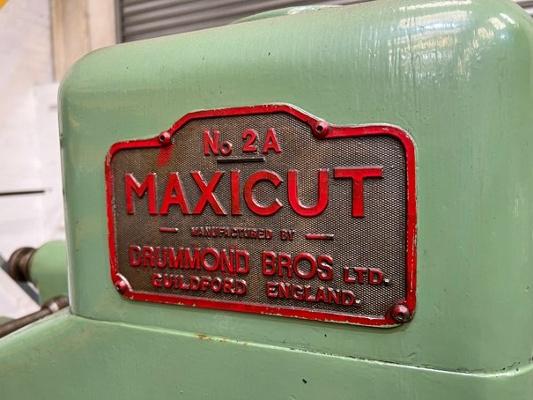 No 2A
MAXICUT
— MANUFACTURED BY —
DRUMMOND BROS LTD.
GUILDFORD ENGLAND.